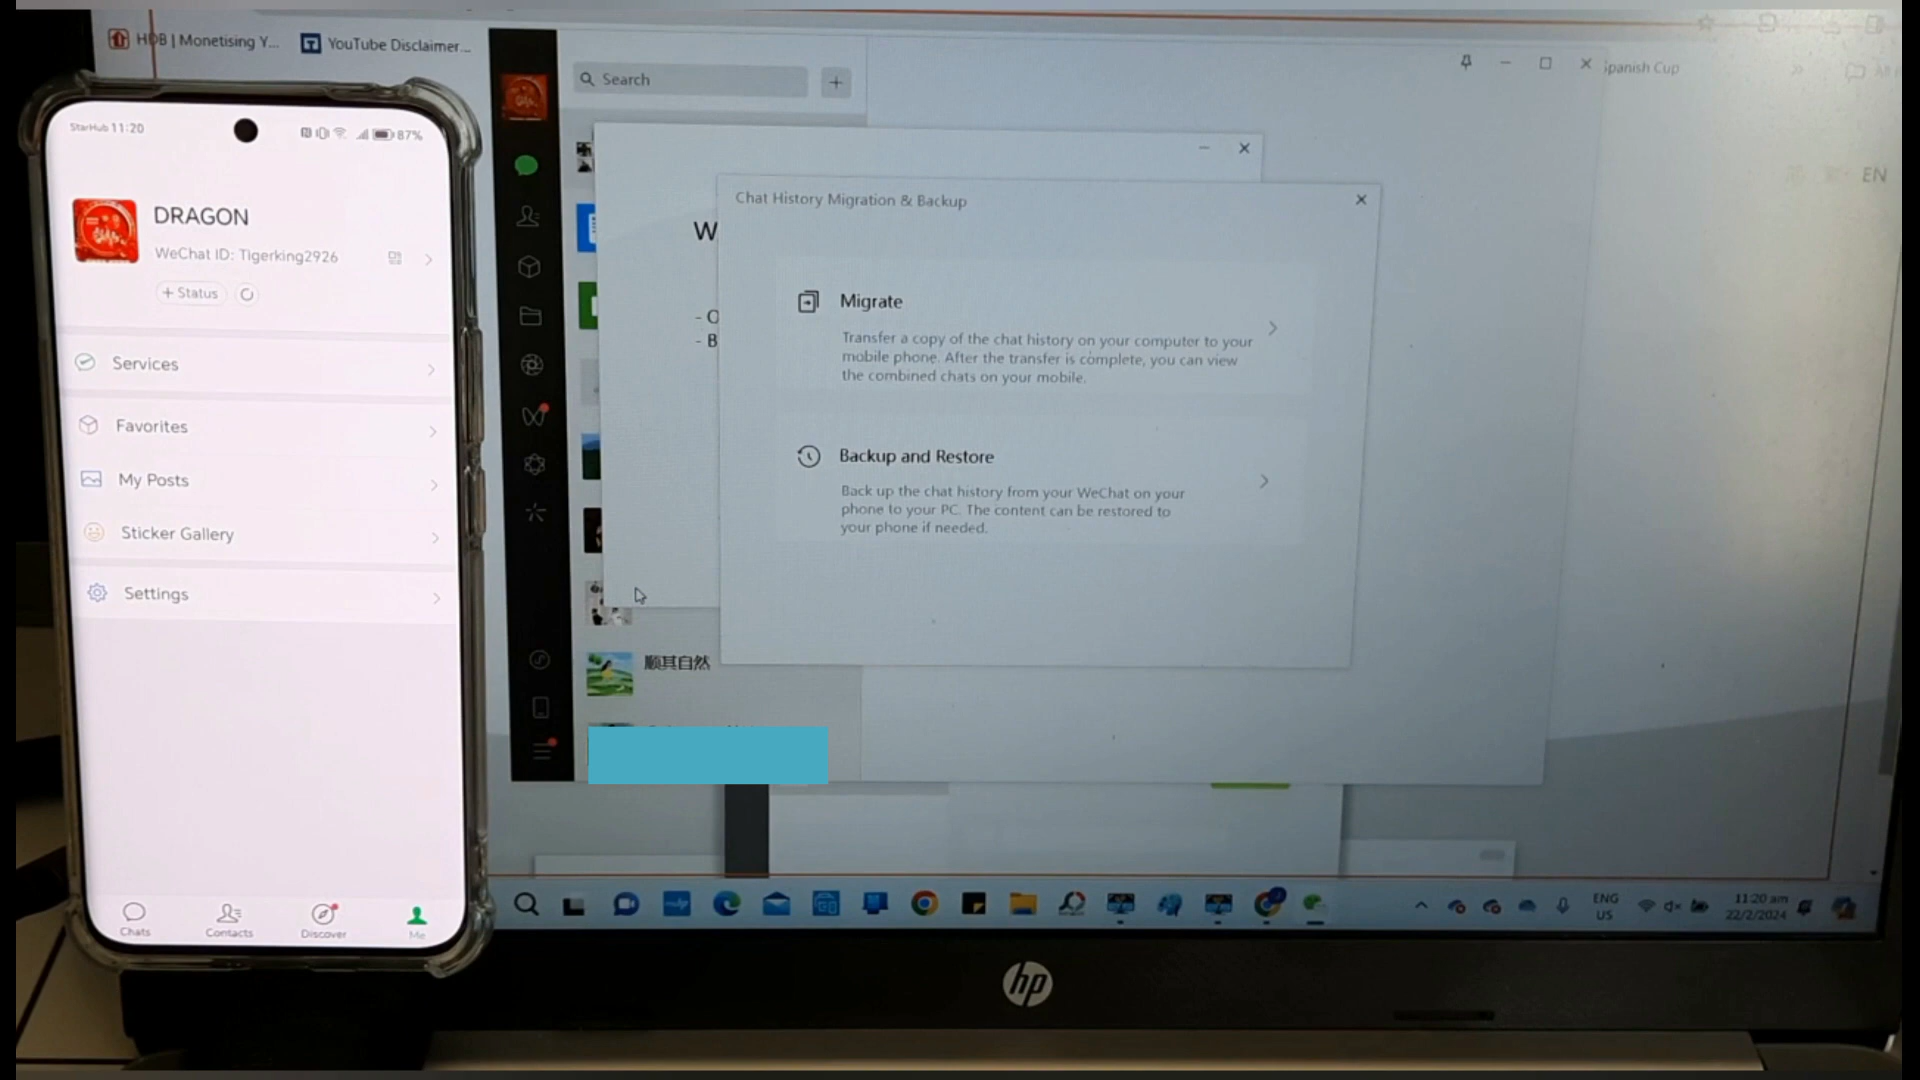 HDB | Monetising Y...
YouTube Disclaimer...
panish Cup
EN
StarHub 11:20
87%
DRAGON
WeChat ID: Tigerking2926
+ Status
Services
Favorites
My Posts
Sticker Gallery
Settings
Chats
Contacts
Discover
Me
Search
W
- O
- B
顺其自然
Chat History Migration & Backup
Migrate
Transfer a copy of the chat history on your computer to your
mobile phone. After the transfer is complete, you can view
the combined chats on your mobile.
Backup and Restore
Back up the chat history from your WeChat on your
phone to your PC. The content can be restored to
your phone if needed.
ENG
US
11:20 am
22/2/2024
hp